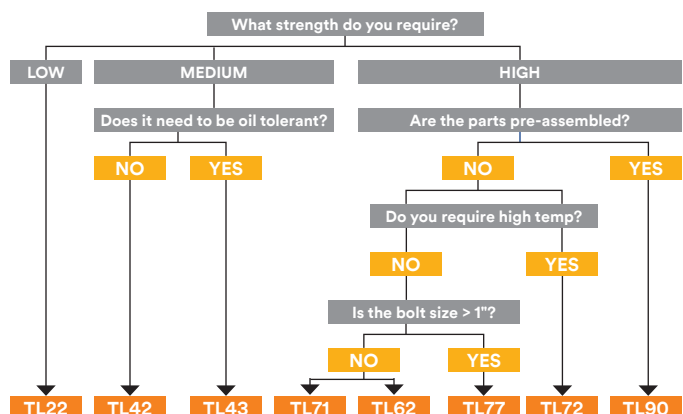 What strength do you require?
LOW
MEDIUM
HIGH
Does it need to be oil tolerant?
Are the parts pre-assembled?
NO
YES
NO
YES
Do you require high temp?
NO
YES
Is the bolt size > 1"?
NO
YES
TL22
TL42
TL43
TL71
TL62
TL77
TL72
TL90